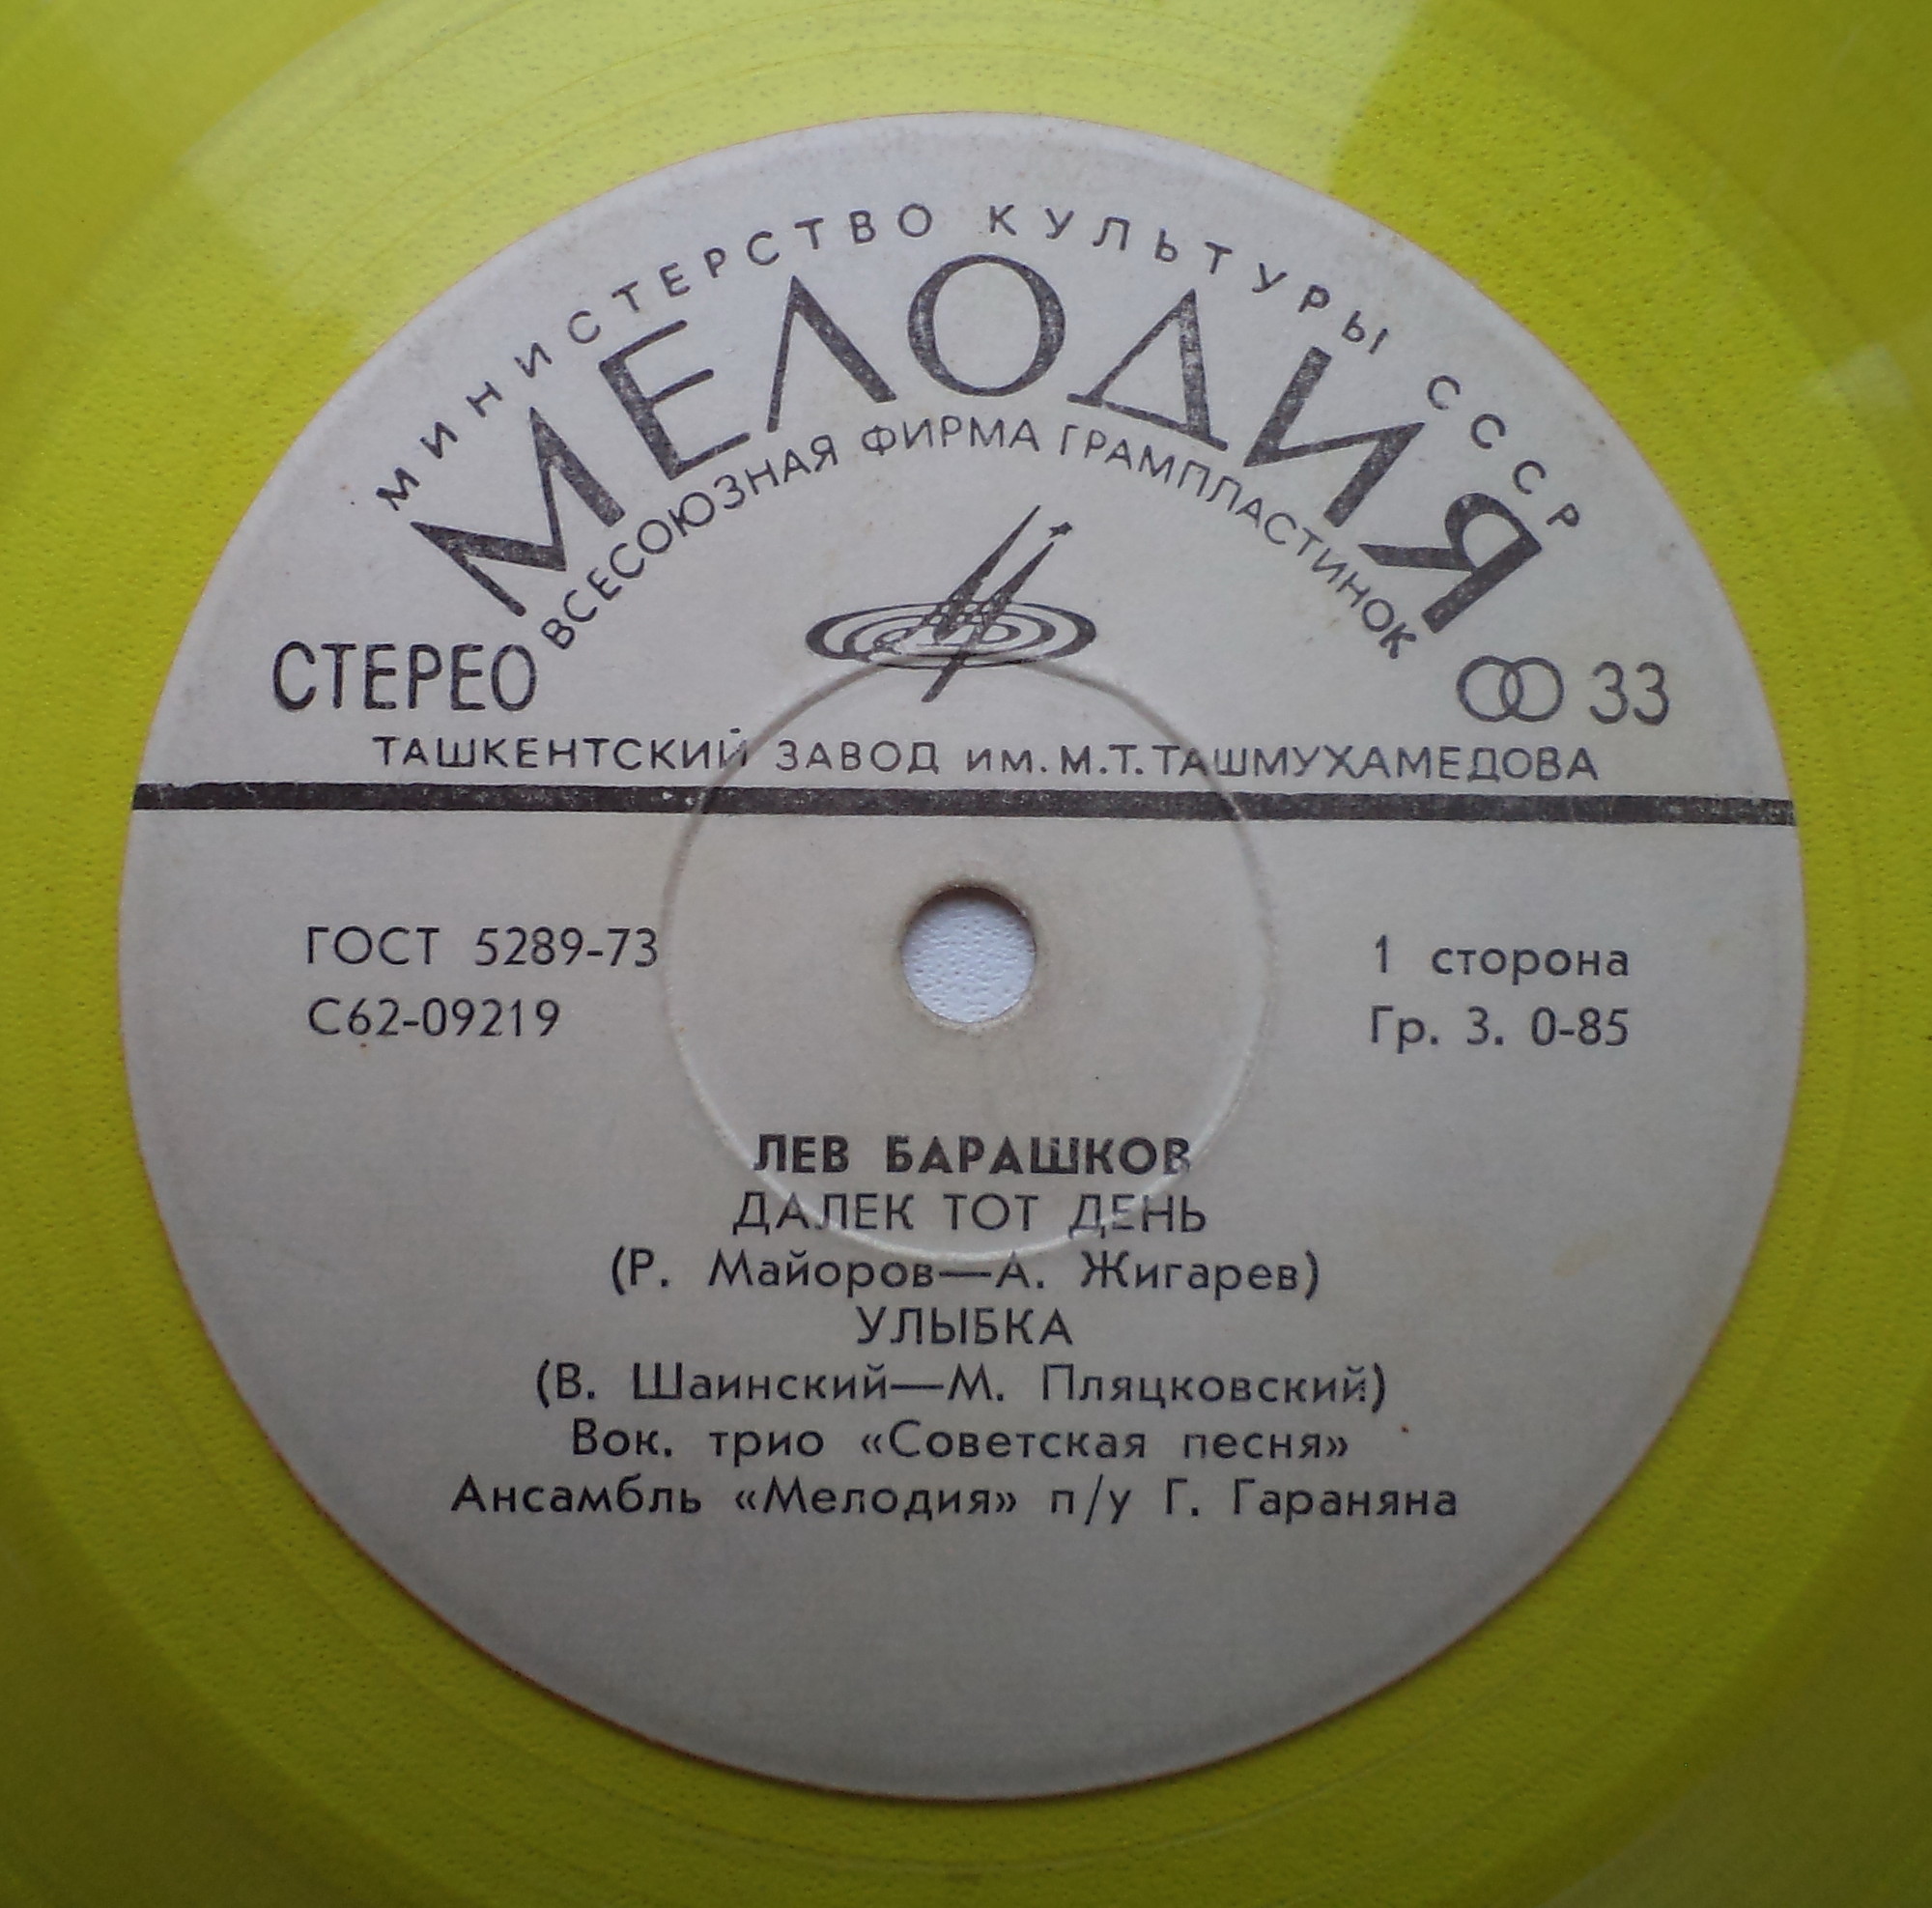 МИНИСТЕРСТВО КУЛЬТУРЫ СССР
МЕЛОДИЯ
ВСЕСОЮЗНАЯ ФИРМА ГРАМПЛАСТИНОК
СТЕРЕО
33
ТАШКЕНТСКИЙ ЗАВОД им. М.Т. ТАШМУХАМЕДОВА
ГОСТ 5289-73
1 сторона
С62-09219
Гр. 3. 0-85
ЛЕВ БАРАШКОВ
ДАЛЕК ТОТ ДЕНЬ
(Р. Майоров—А. Жигарев)
УЛЫБКА
(В. Шаинский—М. Пляцковский)
Вок. трио «Советская песня»
Ансамбль «Мелодия» п/у Г. Гараняна